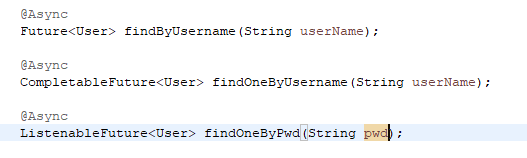 @Async
Future<User> findByUsername(String userName);
@Async
CompletableFuture<User> findOneByUsername(String userName);
@Async
ListenableFuture<User> findOneByPwd(String pwd);